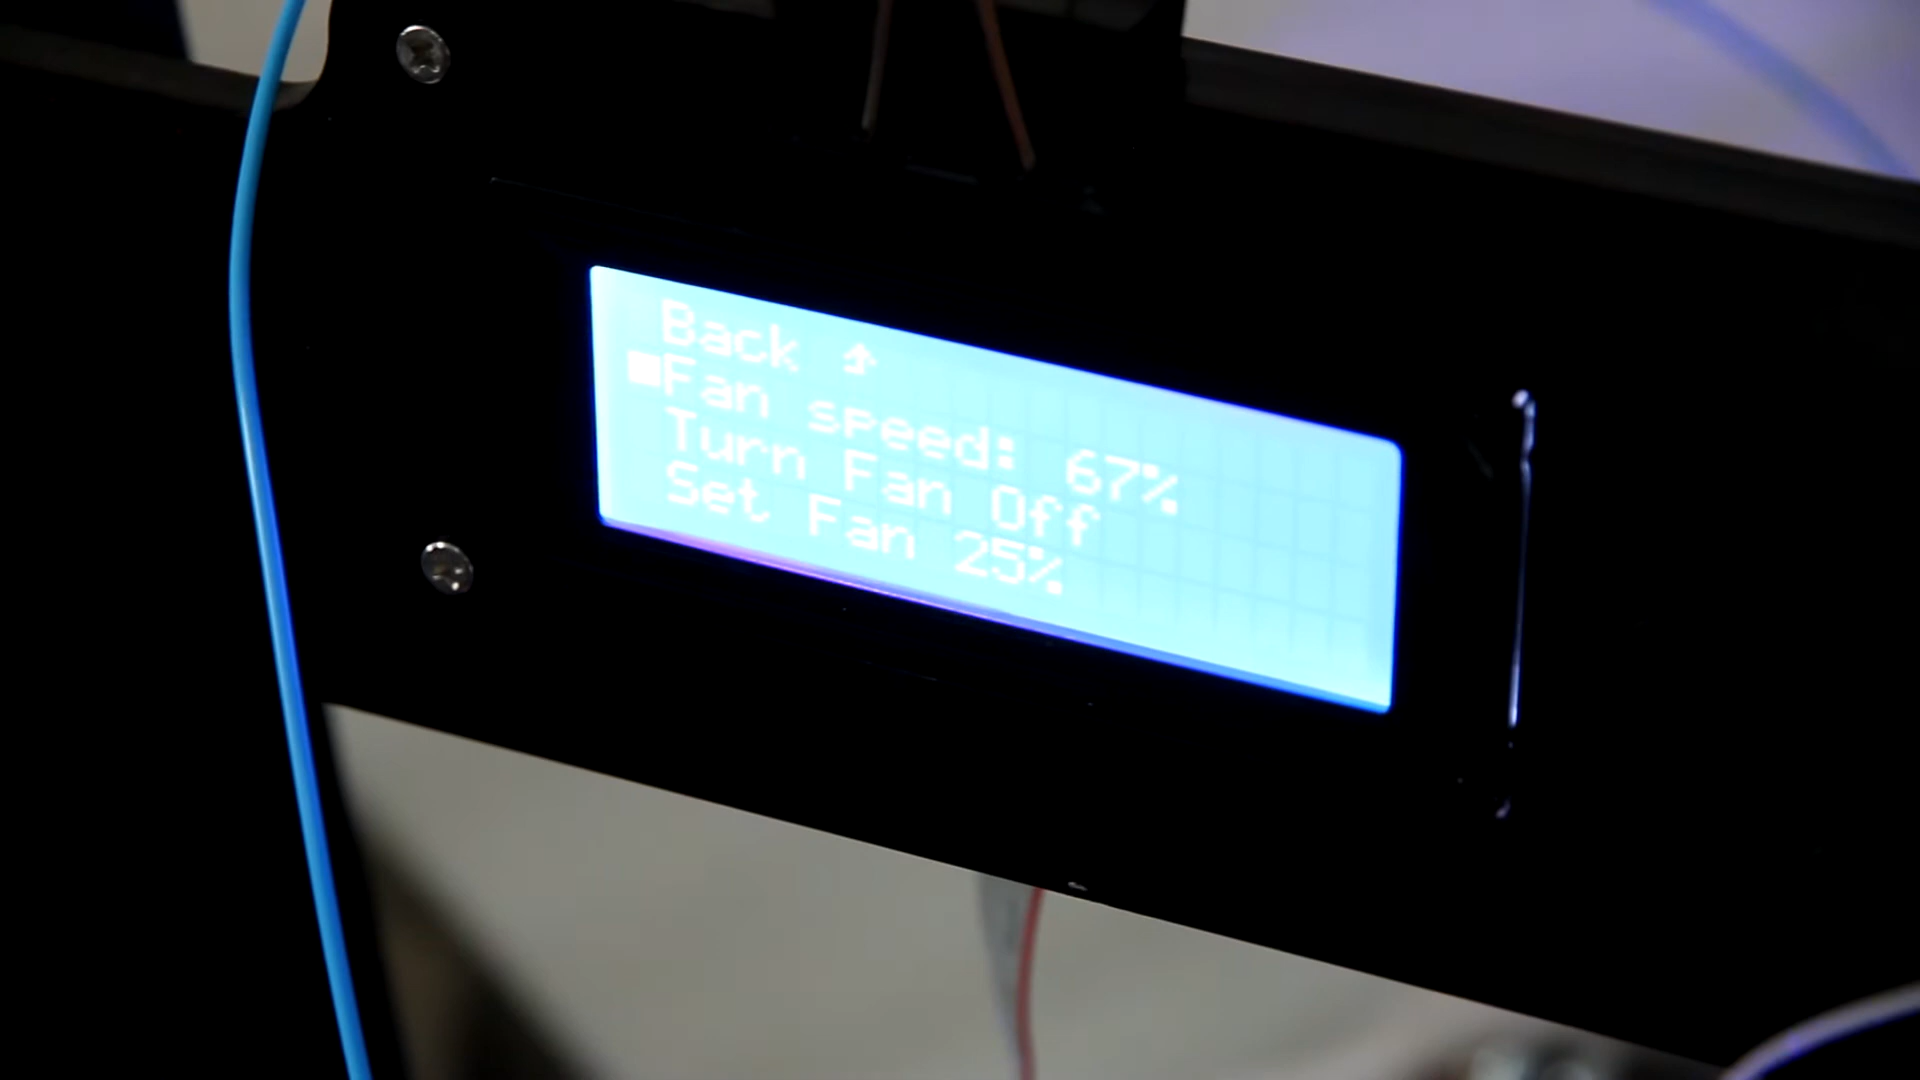 Back ⬏
Fan speed: 67%
Turn Fan Off
Set Fan 25%